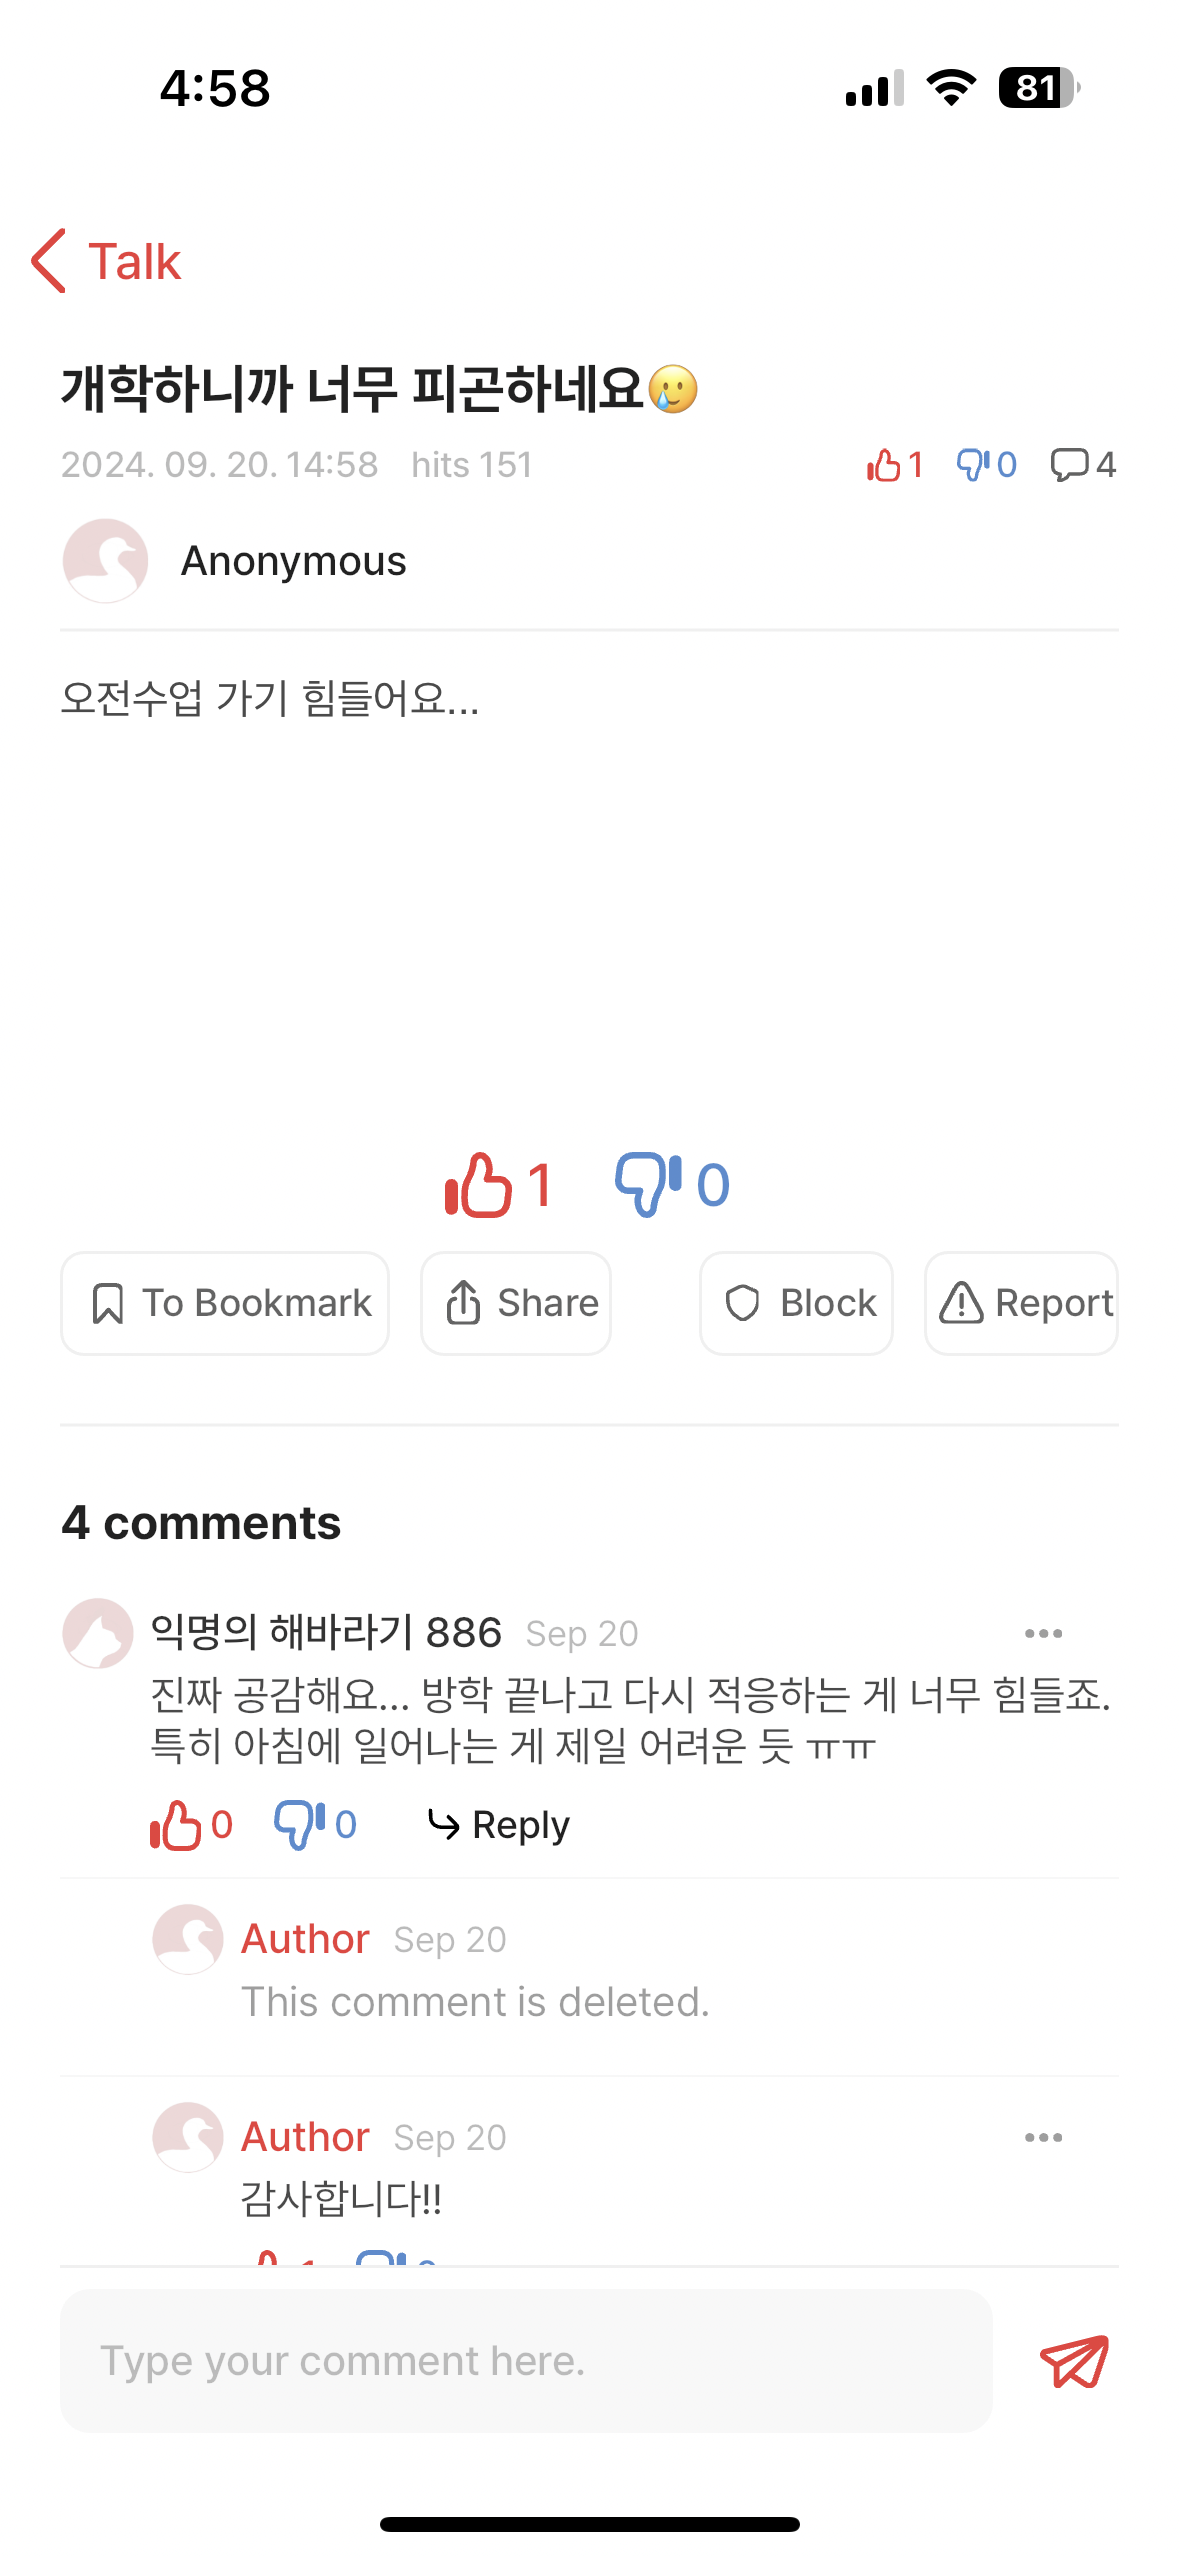 4:58
81
Talk
개학하니까 너무 피곤하네요🥲
2024. 09. 20. 14:58 hits 151
1 0 4
Anonymous
오전수업 가기 힘들어요...
1 0
To Bookmark Share Block Report
4 comments
익명의 해바라기 886 Sep 20
진짜 공감해요... 방학 끝나고 다시 적응하는 게 너무 힘들죠.
특히 아침에 일어나는 게 제일 어려운 듯 ㅠㅠ
0 0 Reply
Author Sep 20
This comment is deleted.
Author Sep 20
감사합니다!!
Type your comment here.